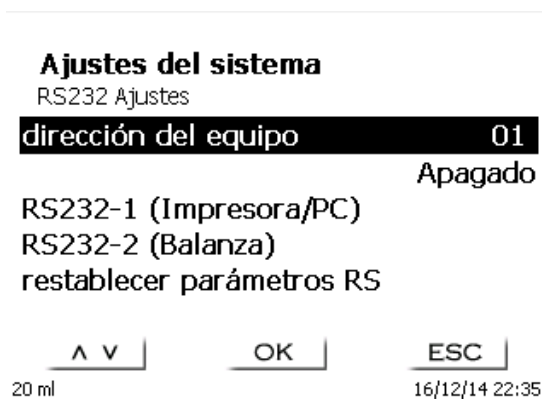 Ajustes del sistema
RS232 Ajustes
dirección del equipo 01
Apagado
RS232-1 (Impresora/PC)
RS232-2 (Balanza)
restablecer parámetros RS
∧ ∨ OK ESC
20 ml 16/12/14 22:35